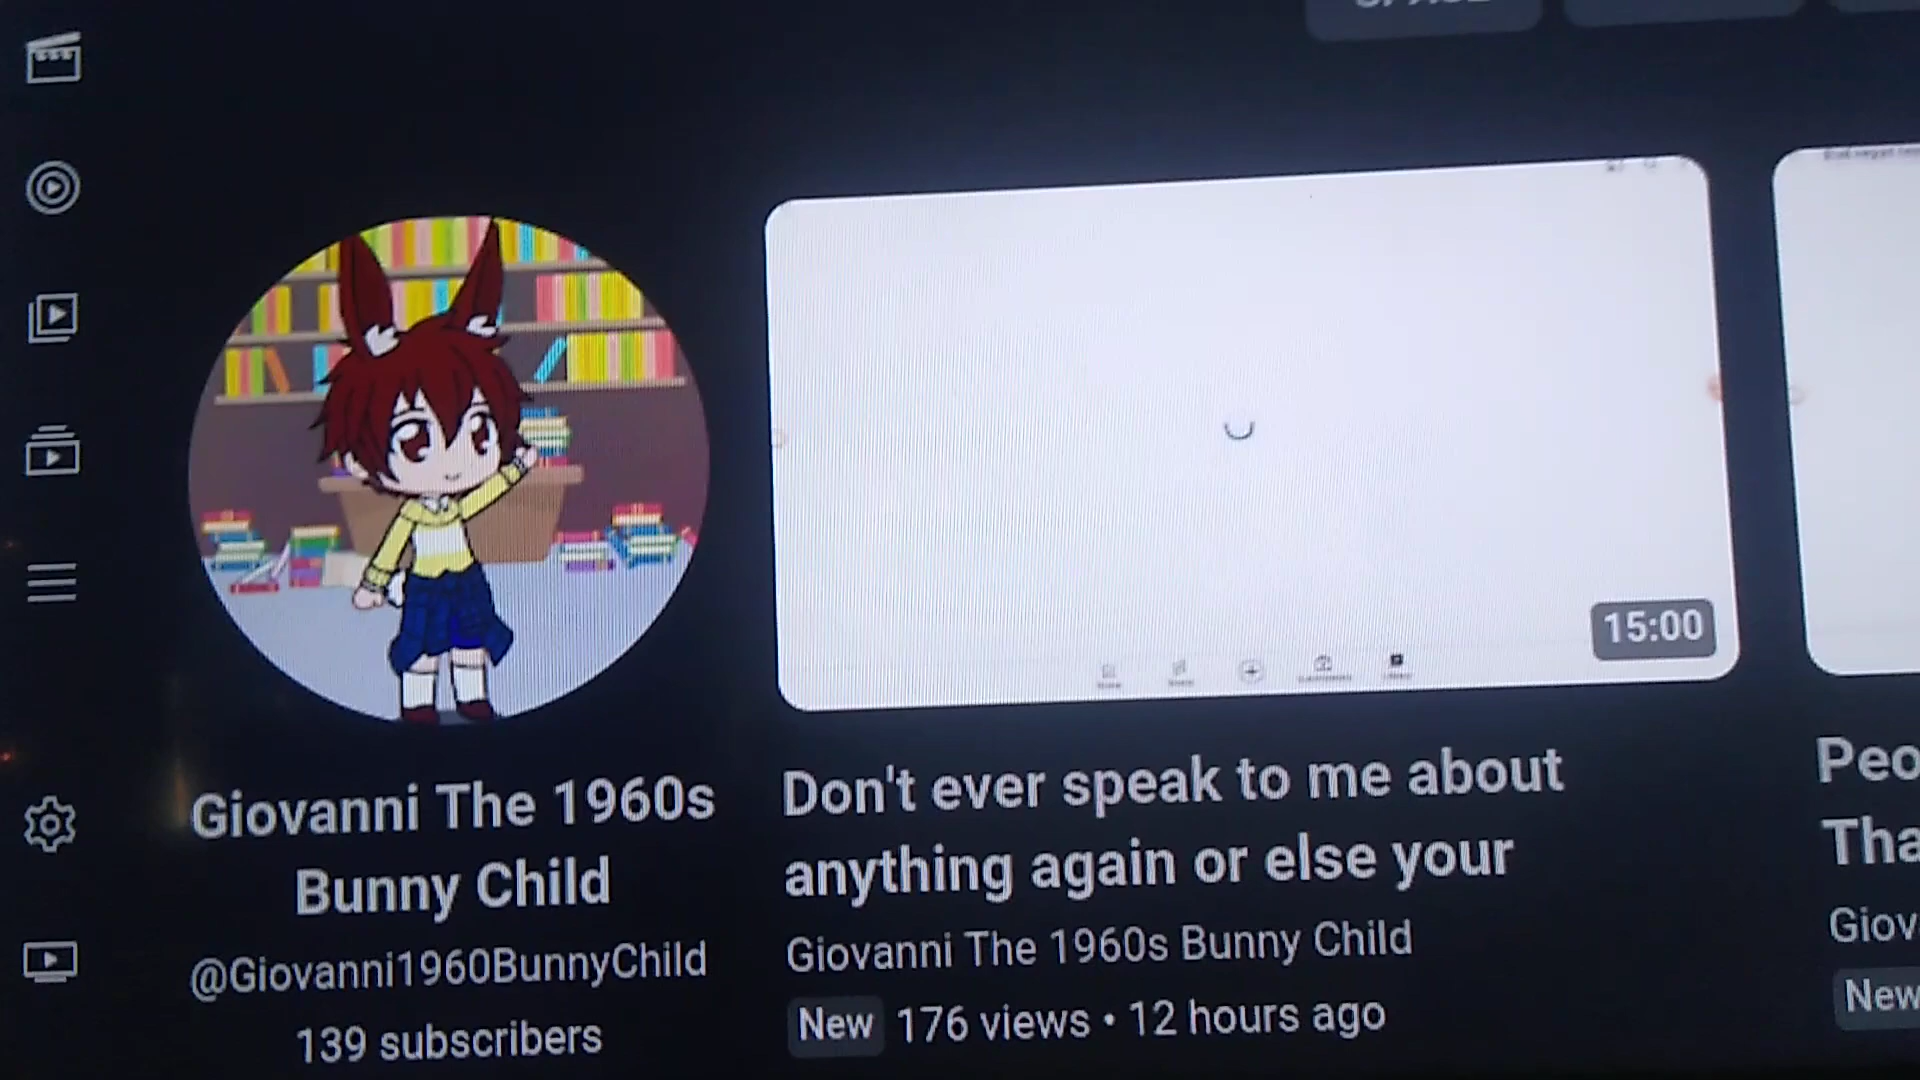 15:00
Giovanni The 1960s
Bunny Child
@Giovanni1960BunnyChild
139 subscribers
Don't ever speak to me about
anything again or else your
Giovanni The 1960s Bunny Child
New 176 views • 12 hours ago
Peo
Tha
Giov
New